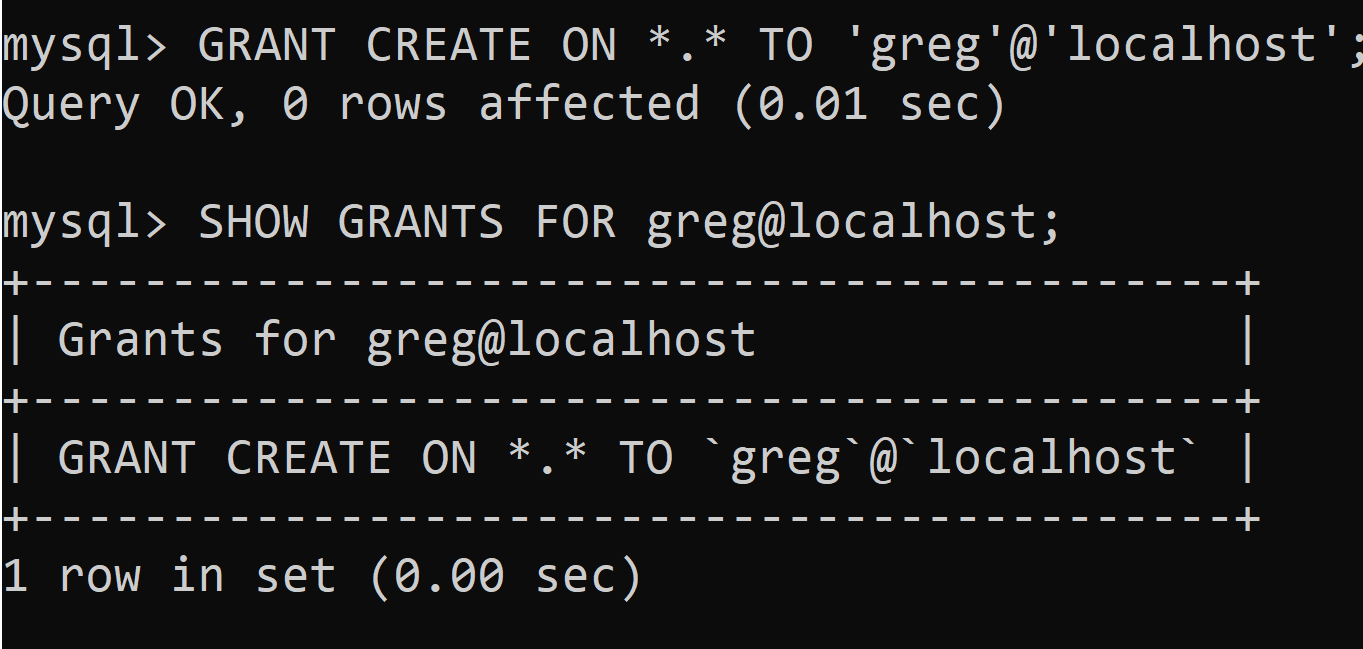 mysql> GRANT CREATE ON *.* TO 'greg'@'localhost';
Query OK, 0 rows affected (0.01 sec)
mysql> SHOW GRANTS FOR greg@localhost;
+-------------------------------------------+
| Grants for greg@localhost                 |
+-------------------------------------------+
| GRANT CREATE ON *.* TO `greg`@`localhost` |
+-------------------------------------------+
1 row in set (0.00 sec)